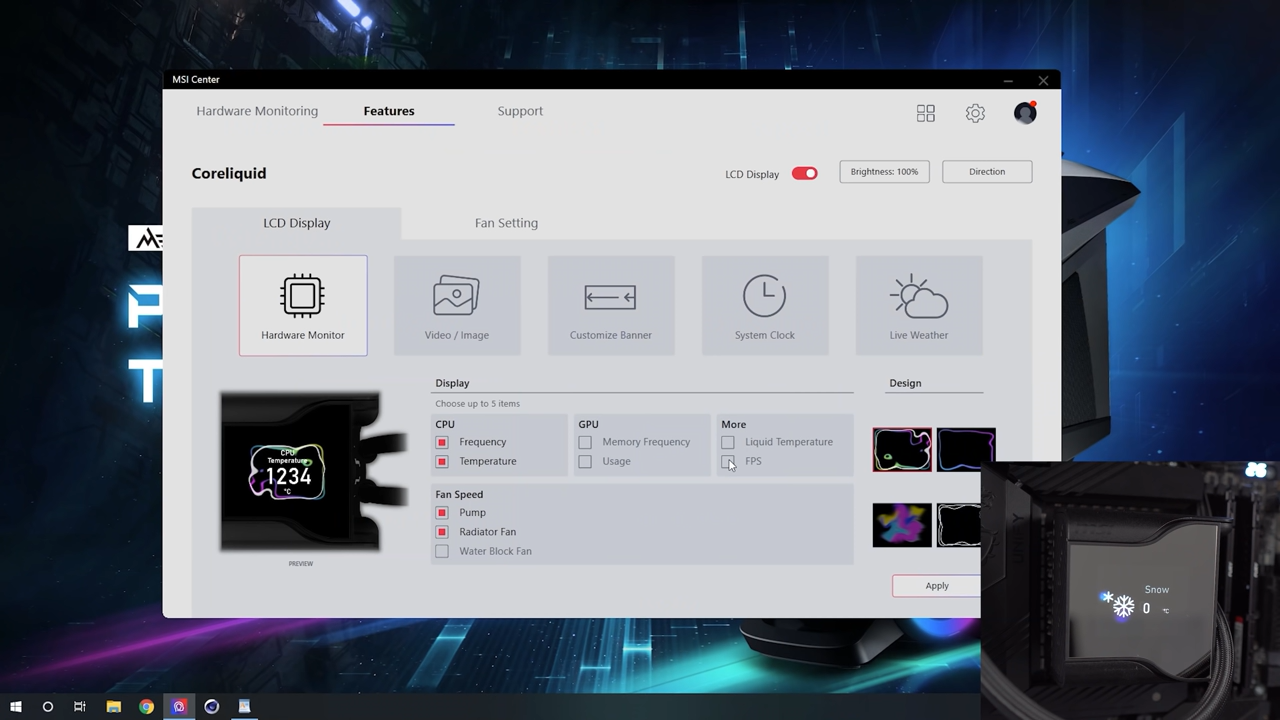 MSI Center
Hardware Monitoring Features Support
Coreliquid
LCD Display
Brightness: 100%
Direction
LCD Display
Fan Setting
Hardware Monitor
Video / Image
Customize Banner
System Clock
Live Weather
CPU
Temperature
1234
°C
PREVIEW
Display
Choose up to 5 items
CPU
Frequency
Temperature
GPU
Memory Frequency
Usage
More
Liquid Temperature
FPS
Fan Speed
Pump
Radiator Fan
Water Block Fan
Design
Apply
P
T
Snow
0 °C